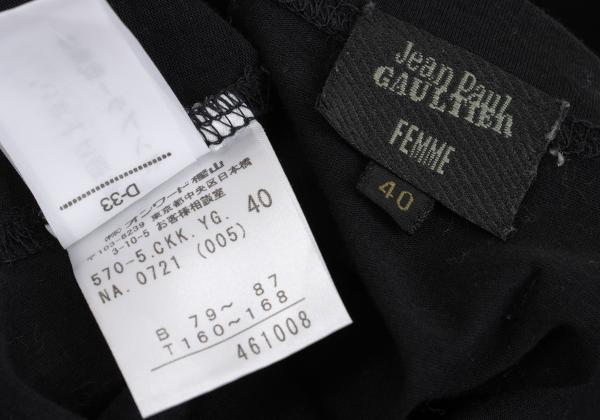 D-33
㈱オンワード樫山
〒103-8239 東京都中央区日本橋
3-10-5 お客様相談室
570-5.CKK.YG. 40
NA. 0721 (005)
B 79～ 87
T160～168
461008
Jean Paul
GAULTIER
FEMME
40